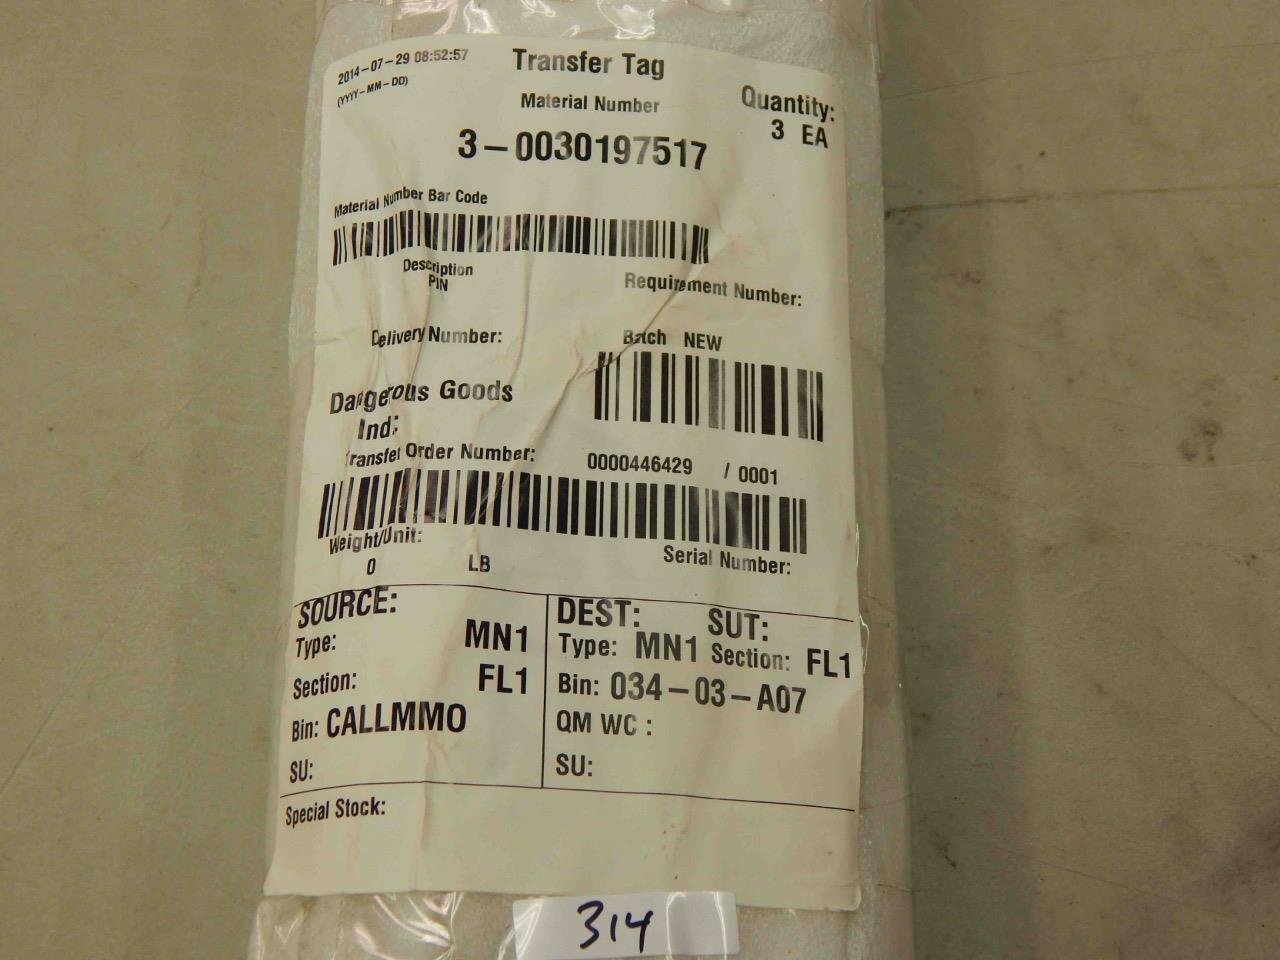 2014-07-29 08:52:57
(YYYY-MM-DD)
Transfer Tag
Material Number
3-0030197517
Quantity:
3 EA
Material Number Bar Code
Description
PIN
Requirement Number:
Delivery Number:
Batch NEW
Dangerous Goods
Ind:
Transfer Order Number: 0000446429 / 0001
Weight/Unit:
0 LB
Serial Number:
SOURCE:
Type: MN1
Section: FL1
Bin: CALLMMO
SU:
DEST: SUT:
Type: MN1 Section: FL1
Bin: 034-03-A07
QM WC :
SU:
Special Stock:
314